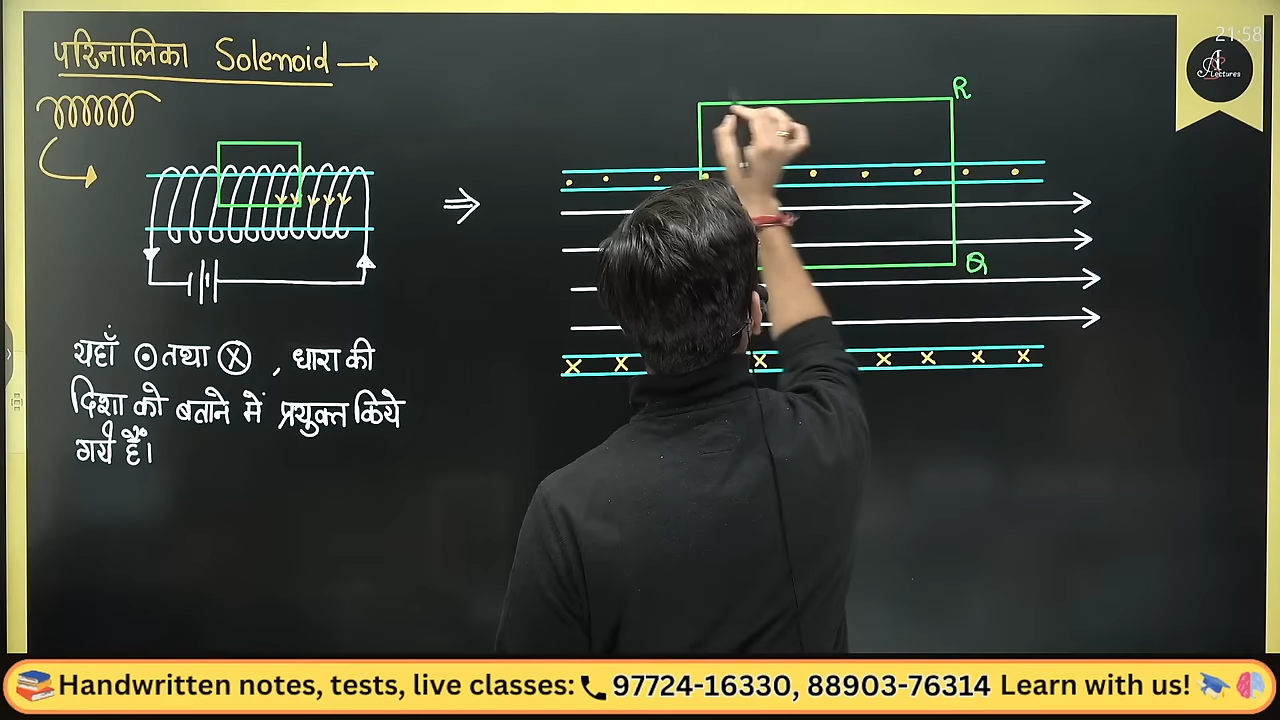 परिनालिका Solenoid →
21:58
A Lectures
R
Q
यहाँ ⊙ तथा ⊗ , धारा की
दिशा को बताने में प्रयुक्त किये
गये हैं।
Handwritten notes, tests, live classes: 97724-16330, 88903-76314 Learn with us!